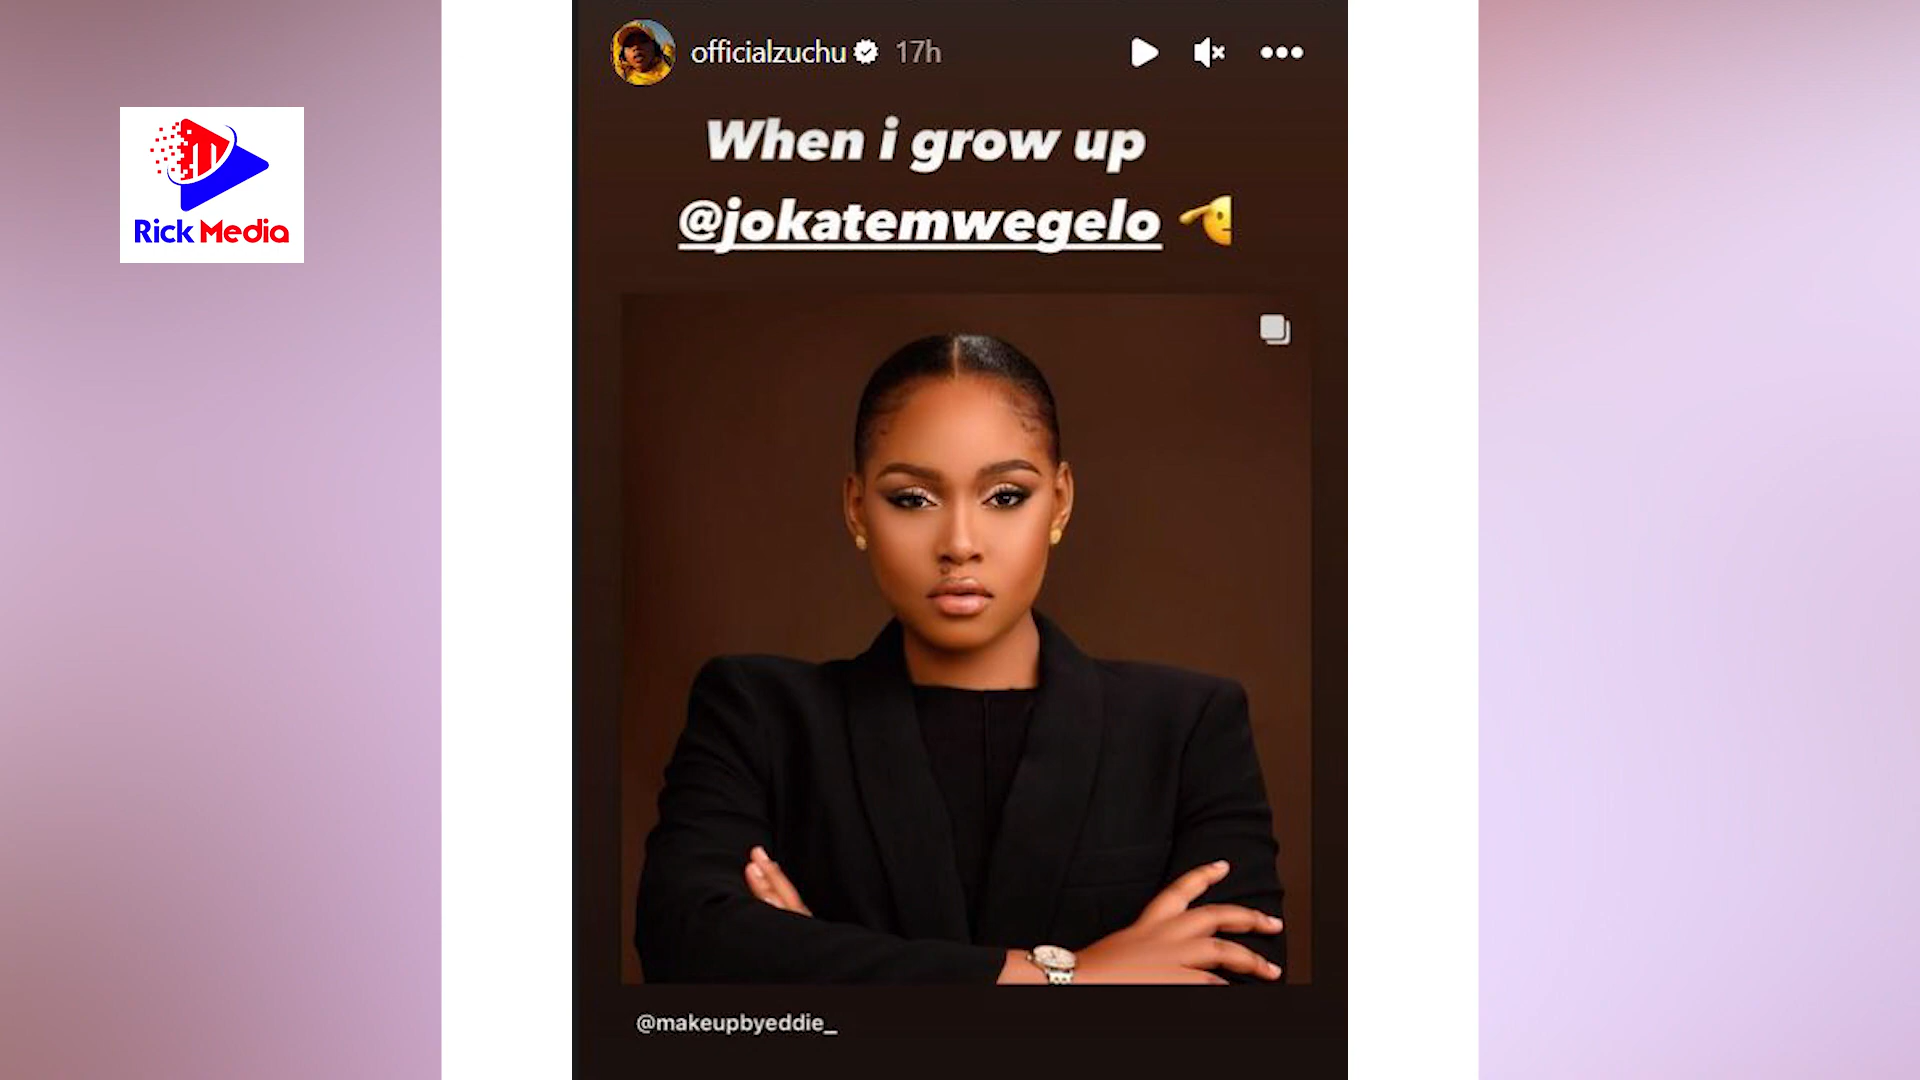 officialzuchu 17h
When i grow up
@jokatemwegelo
Rick Media
@makeupbyeddie_